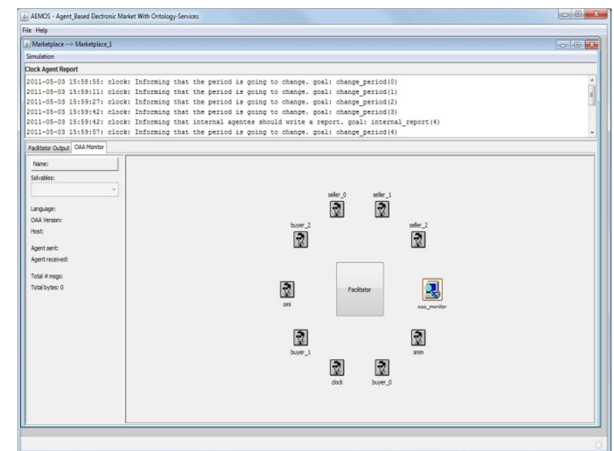 AEMOS - Agent_Based Electronic Market With Ontology-Services
File Help
Marketplace --> Marketplace_1
Simulation
Clock Agent Report
2011-05-03 15:58:55: clock: Informing that the period is going to change. goal: change_period(0)
2011-05-03 15:59:11: clock: Informing that the period is going to change. goal: change_period(1)
2011-05-03 15:59:27: clock: Informing that the period is going to change. goal: change_period(2)
2011-05-03 15:59:42: clock: Informing that the period is going to change. goal: change_period(3)
2011-05-03 15:59:42: clock: Informing that internal agentes should write a report. goal: internal_report(4)
2011-05-03 15:59:57: clock: Informing that the period is going to change. goal: change_period(4)
Facilitator Output OAA Monitor
Name:
Solvables:
Language:
OAA Version:
Host:
Agent sent:
Agent received:
Total # msgs:
Total bytes: 0
seller_0 seller_1
buyer_2 seller_2
Facilitator
omi oaa_monitor
buyer_1 smm
clock buyer_0